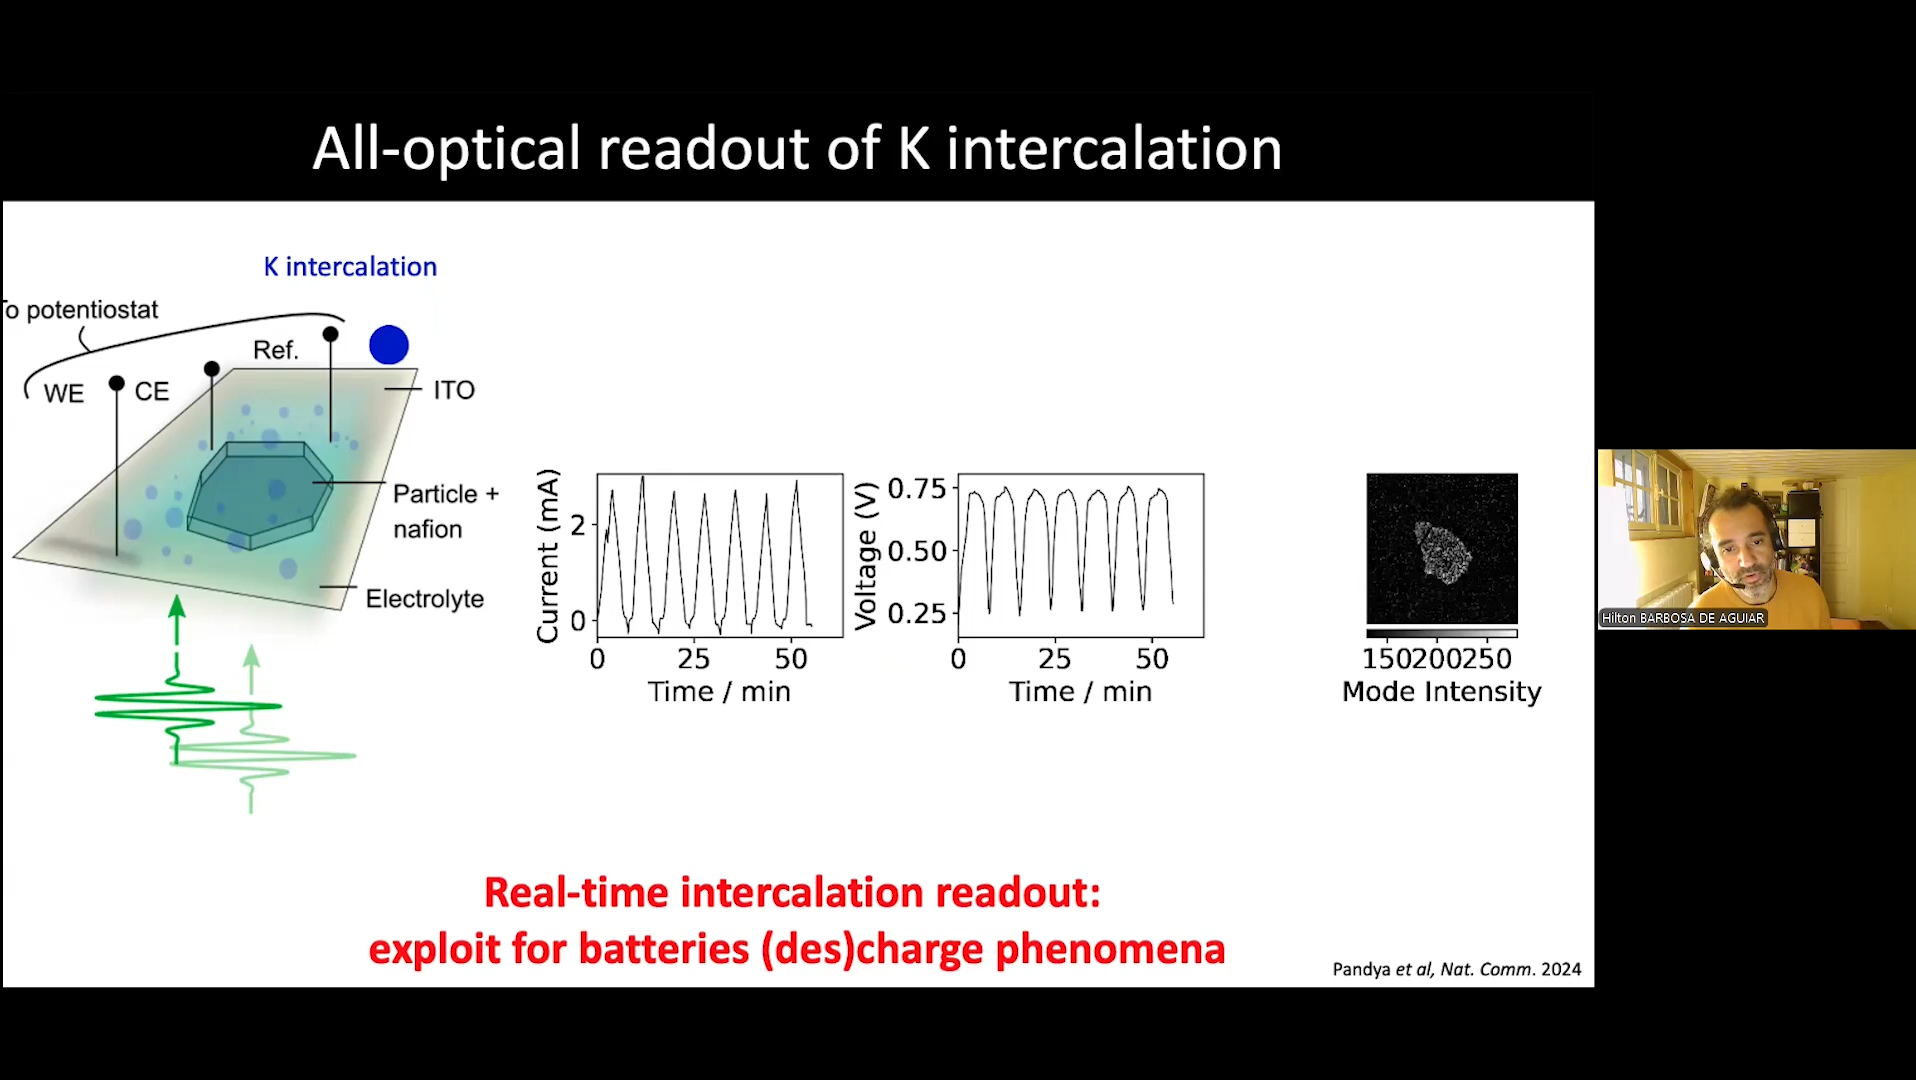 All-optical readout of K intercalation
K intercalation
To potentiostat
Ref.
WE
CE
ITO
Particle +
nafion
Electrolyte
Current (mA)
2
0
0
25
50
Time / min
Voltage (V)
0.75
0.50
0.25
0
25
50
Time / min
150200250
Mode Intensity
Hilton BARBOSA DE AGUIAR
Real-time intercalation readout:
exploit for batteries (des)charge phenomena
Pandya et al, Nat. Comm. 2024